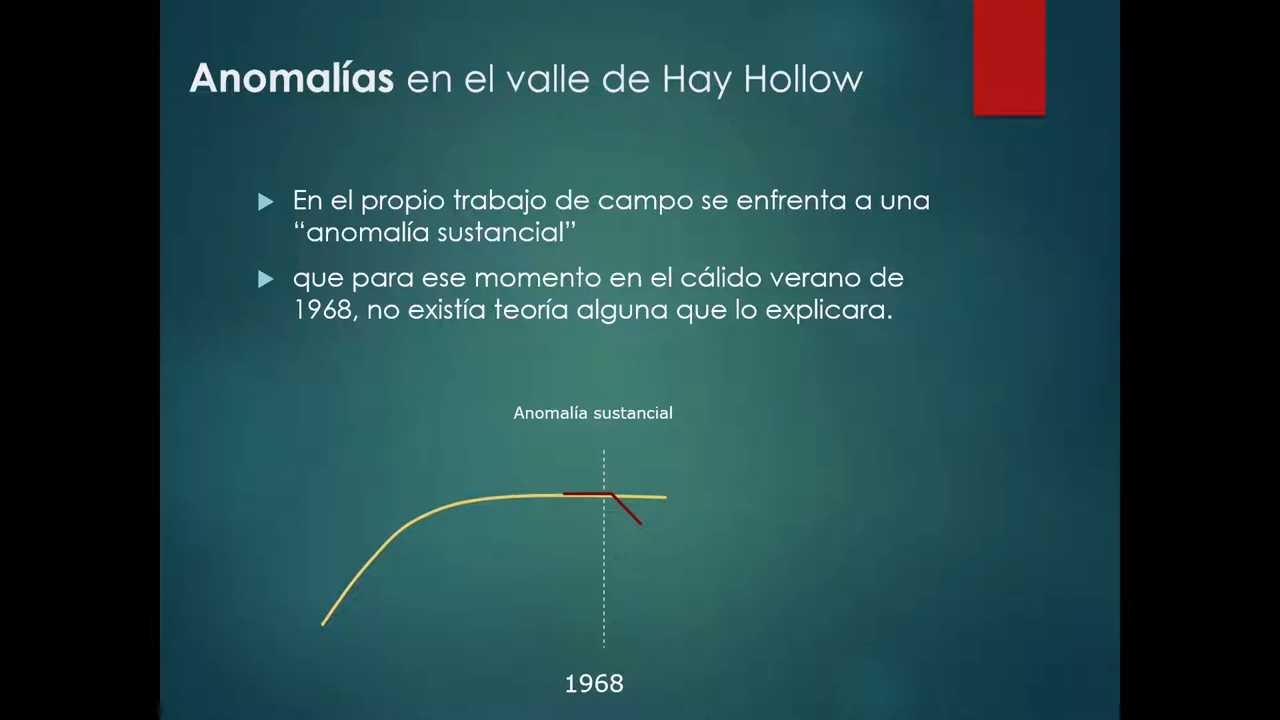 Anomalías en el valle de Hay Hollow
En el propio trabajo de campo se enfrenta a una
“anomalía sustancial”
que para ese momento en el cálido verano de
1968, no existía teoría alguna que lo explicara.
Anomalía sustancial
1968